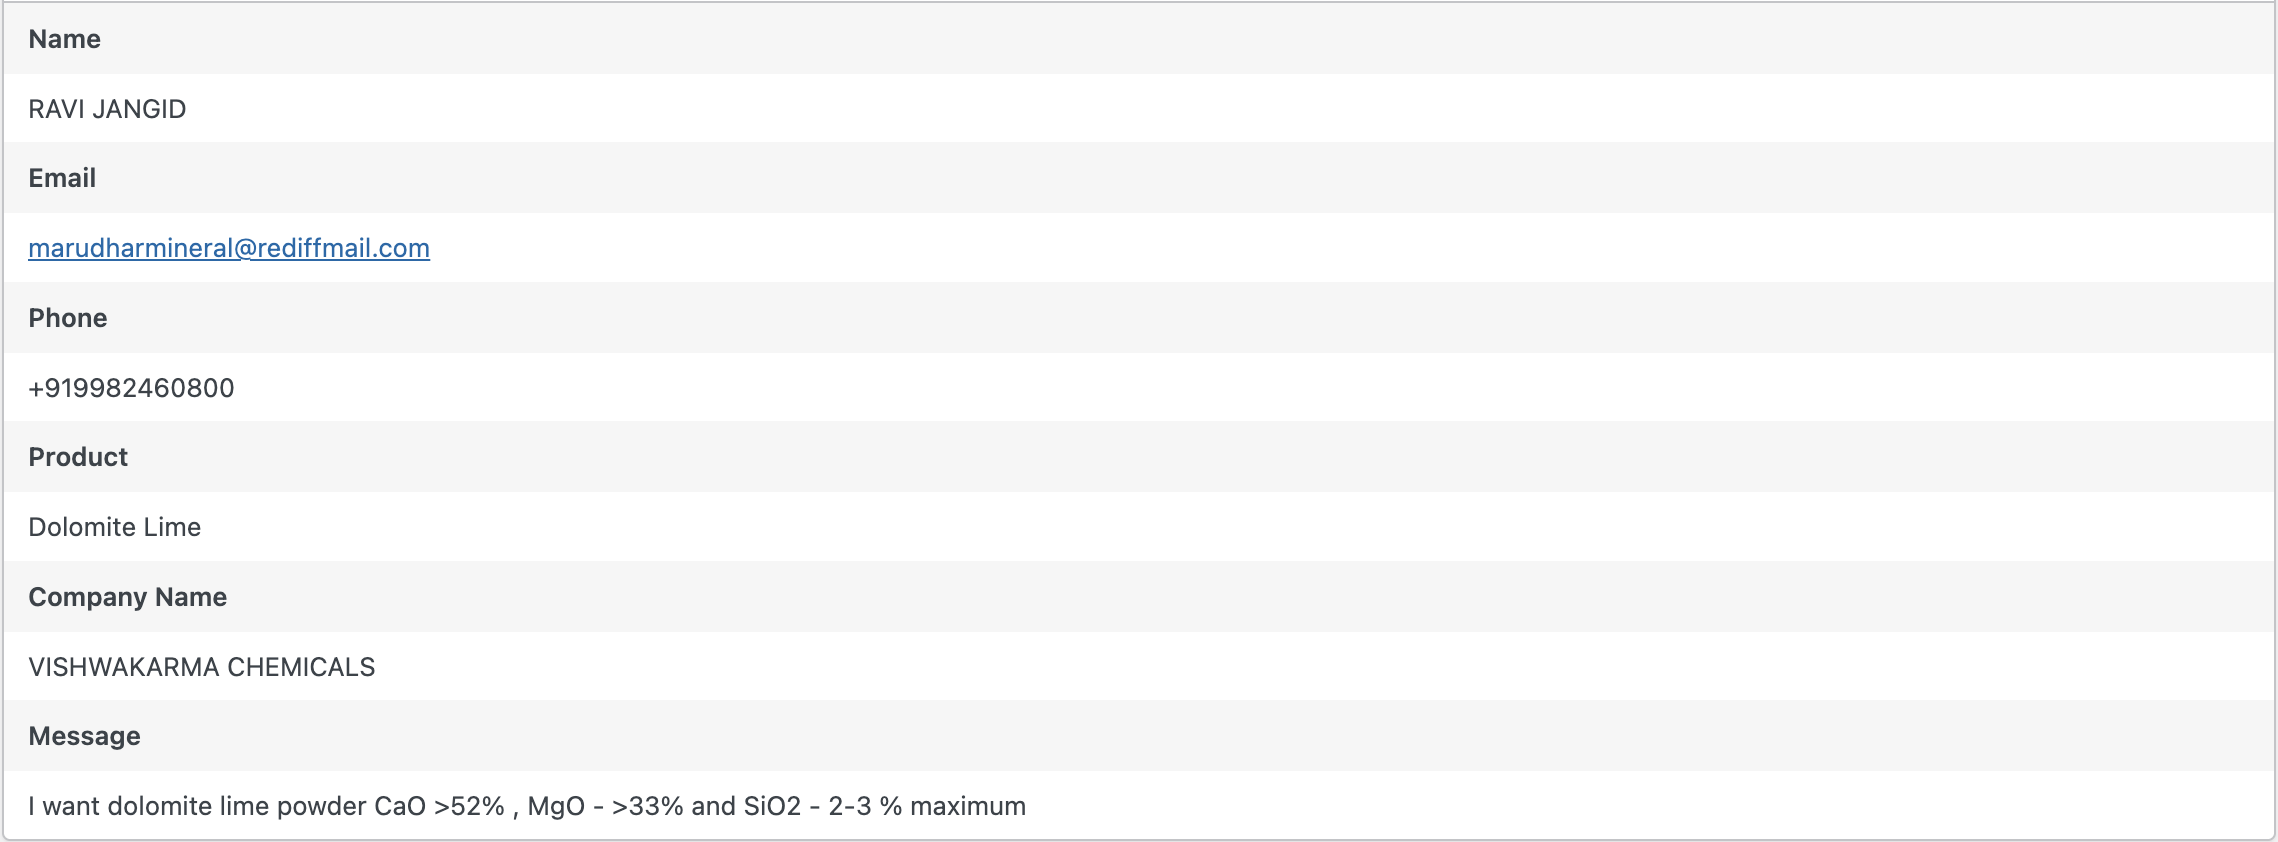 Name
RAVI JANGID
Email
marudharmineral@rediffmail.com
Phone
+919982460800
Product
Dolomite Lime
Company Name
VISHWAKARMA CHEMICALS
Message
I want dolomite lime powder CaO >52% , MgO - >33% and SiO2 - 2-3 % maximum